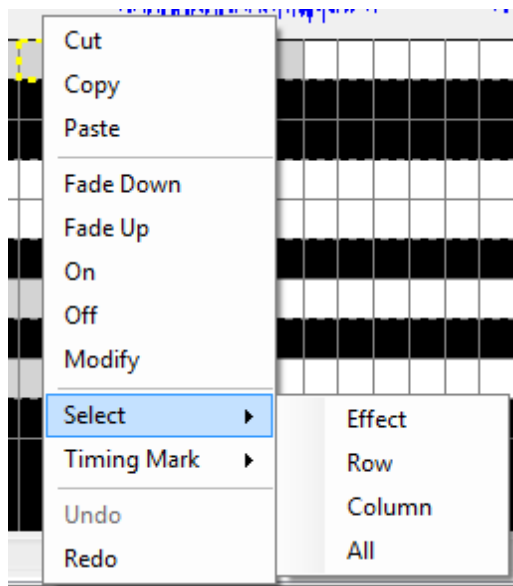 Cut
Copy
Paste
Fade Down
Fade Up
On
Off
Modify
Select
Timing Mark
Undo
Redo
Effect
Row
Column
All